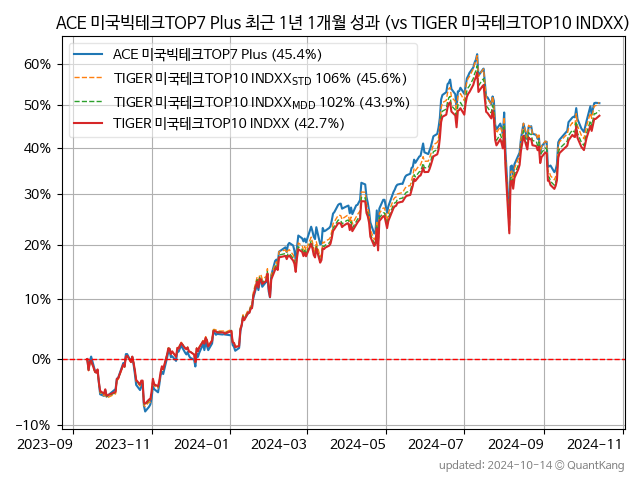 ACE 미국빅테크TOP7 Plus 최근 1년 1개월 성과 (vs TIGER 미국테크TOP10 INDXX)
ACE 미국빅테크TOP7 Plus (45.4%)
TIGER 미국테크TOP10 INDXX_STD 106% (45.6%)
TIGER 미국테크TOP10 INDXX_MDD 102% (43.9%)
TIGER 미국테크TOP10 INDXX (42.7%)
60%
50%
40%
30%
20%
10%
0%
-10%
2023-09 2023-11 2024-01 2024-03 2024-05 2024-07 2024-09 2024-11
updated: 2024-10-14 © QuantKang